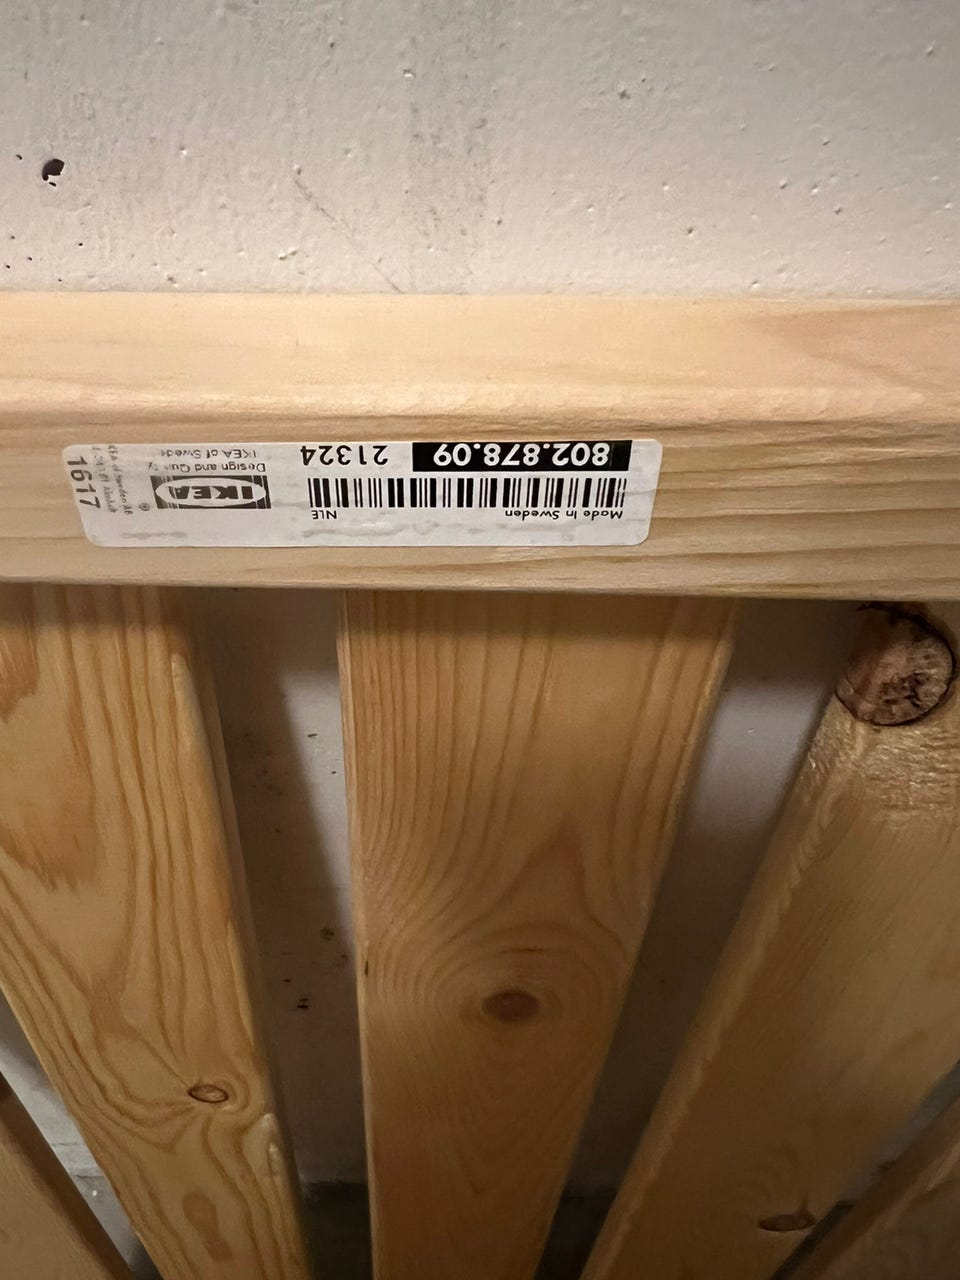 802.878.09
21324
Made in Sweden
NLE
Design and Quality
IKEA of Sweden
IKEA
®
1617